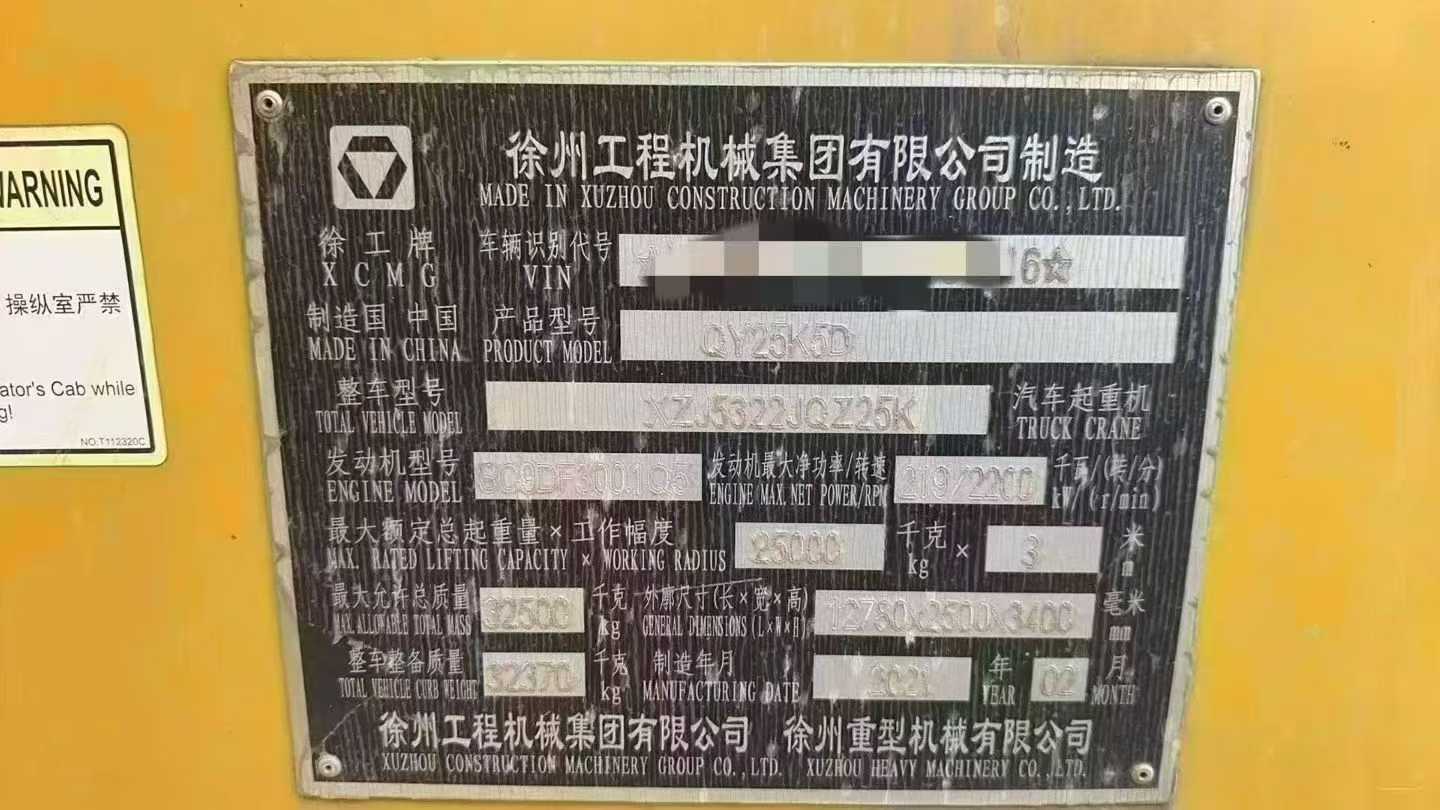 WARNING
操纵室严禁
ator's Cab while
g!
NO.T112320C
徐州工程机械集团有限公司制造
MADE IN XUZHOU CONSTRUCTION MACHINERY GROUP CO.,LTD.
徐工牌 车辆识别代号
XCMG VIN 6☆
制造国 中国 产品型号 QY25K5D
MADE IN CHINA PRODUCT MODEL
整车型号 XZJ5322JQZ25K 汽车起重机
TOTAL VEHICLE MODEL TRUCK CRANE
发动机型号 SC9DF300.1Q5 发动机最大净功率/转速 219/2200 千瓦/(转/分)
ENGINE MODEL ENGINE MAX.NET POWER/RPM kW/(r/min)
最大额定总起重量×工作幅度 25000 千克 × 3 米
MAX. RATED LIFTING CAPACITY × WORKING RADIUS kg m
最大允许总质量 32500 千克 外廓尺寸(长×宽×高) 12780x2500x3400 毫米
MAX.ALLOWABLE TOTAL MASS kg GENERAL DIMENSIONS(L×W×H) mm
整车整备质量 32370 千克 制造年月 2021 年 02 月
TOTAL VEHICLE CURB WEIGHT kg MANUFACTURING DATE YEAR MONTH
徐州工程机械集团有限公司 徐州重型机械有限公司
XUZHOU CONSTRUCTION MACHINERY GROUP CO.,LTD. XUZHOU HEAVY MACHINERY CO.,LTD.